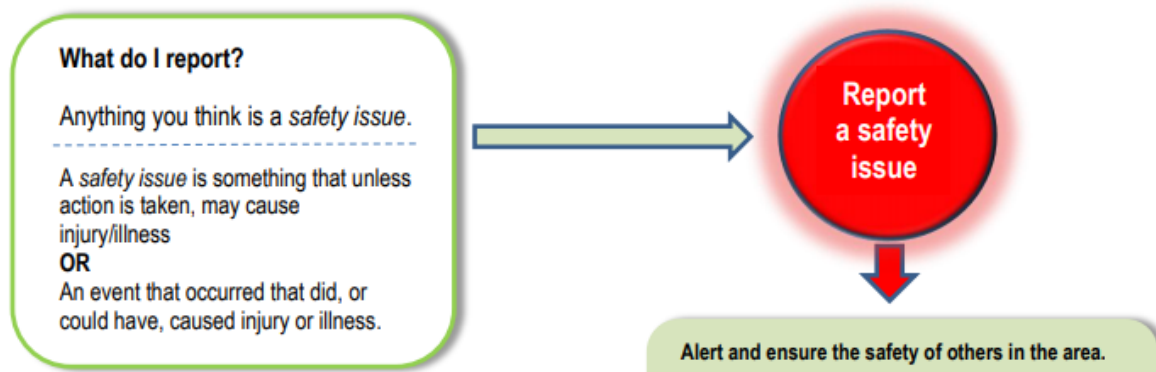 What do I report?
Anything you think is a safety issue.
A safety issue is something that unless
action is taken, may cause
injury/illness
OR
An event that occurred that did, or
could have, caused injury or illness.
Report
a safety
issue
Alert and ensure the safety of others in the area.